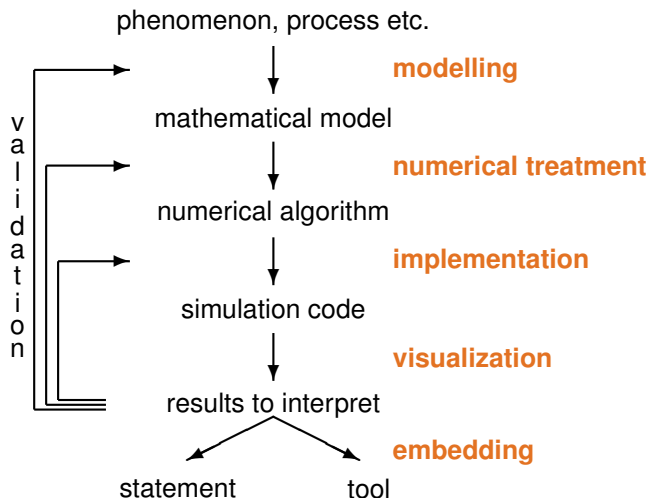 phenomenon, process etc.
modelling
mathematical model
numerical treatment
numerical algorithm
implementation
simulation code
visualization
results to interpret
embedding
statement
tool
validation